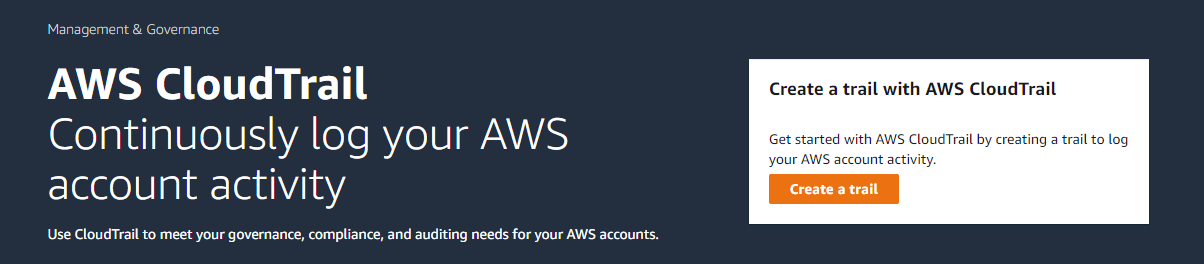 Management & Governance
AWS CloudTrail
Continuously log your AWS
account activity
Use CloudTrail to meet your governance, compliance, and auditing needs for your AWS accounts.
Create a trail with AWS CloudTrail
Get started with AWS CloudTrail by creating a trail to log
your AWS account activity.
Create a trail